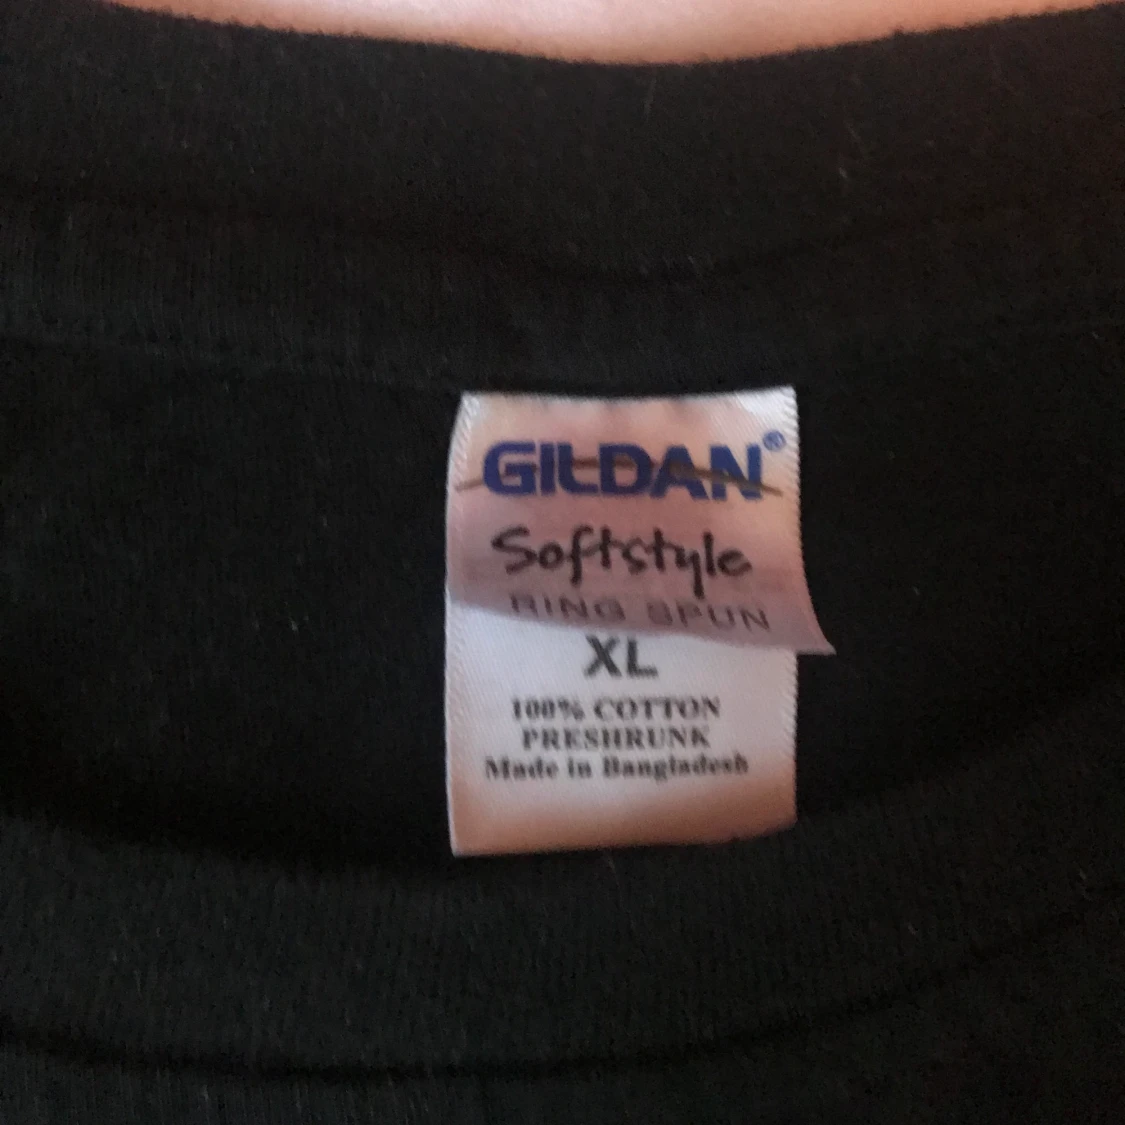 GILDAN®
Softstyle
RING SPUN
XL
100% COTTON
PRESHRUNK
Made in Bangladesh